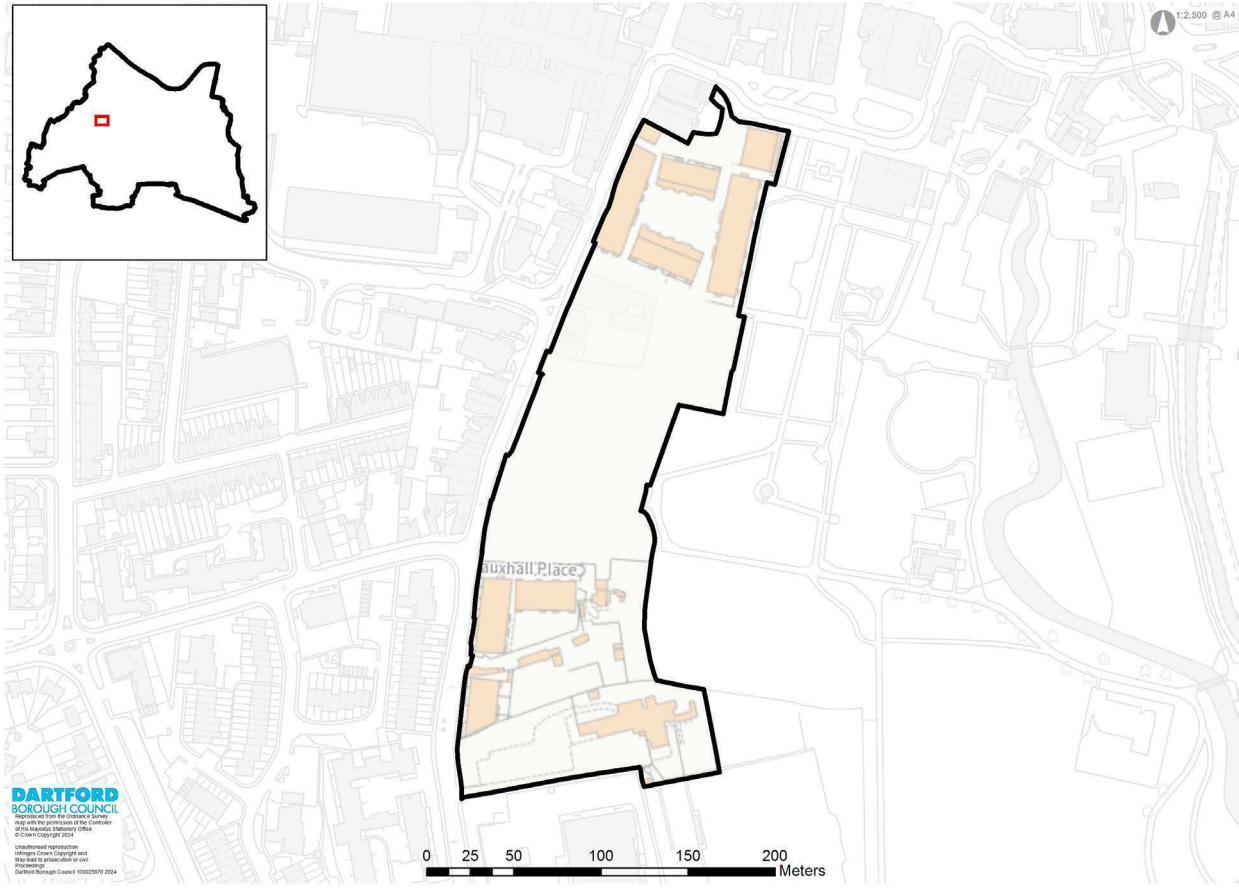 1:2,500 @ A4
auxhall Place
DARTFORD
BOROUGH COUNCIL
Reproduced from the Ordnance Survey
map with the permission of the Controller
of His Majestys Stationery Office
© Crown Copyright 2024
Unauthorised reproduction
Infringes Crown Copyright and
May lead to prosecution or civil
Proceedings
Dartford Borough Council 100025870 2024
0 25 50 100 150 200
Meters